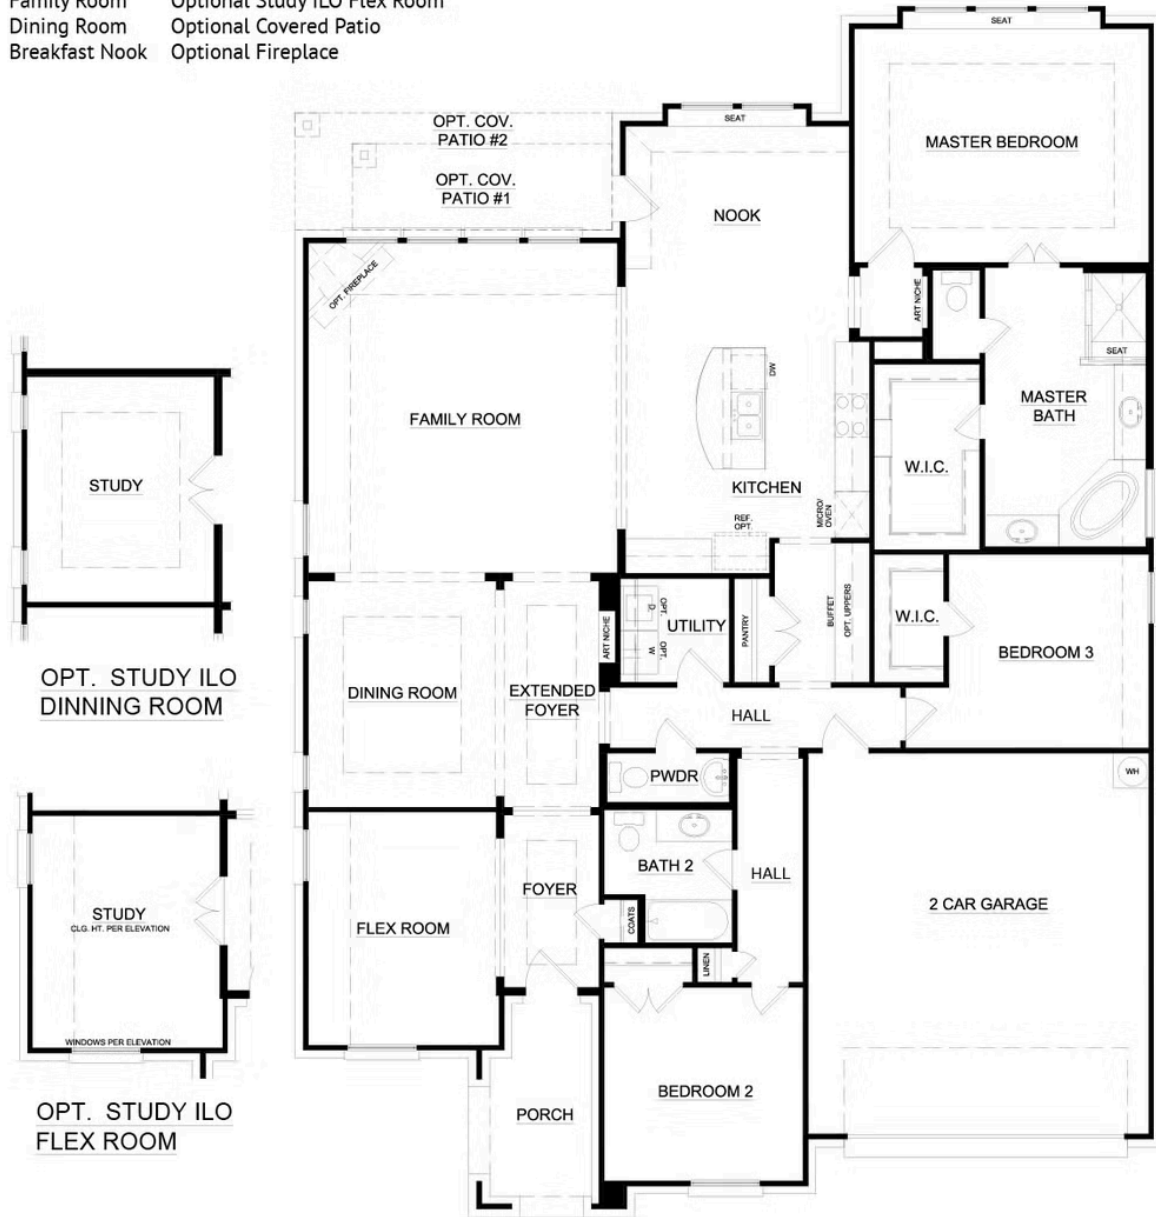 Family Room Optional Study ILO Flex Room
Dining Room Optional Covered Patio
Breakfast Nook Optional Fireplace
SEAT
MASTER BEDROOM
OPT. COV.
PATIO #2
OPT. COV.
PATIO #1
SEAT
NOOK
OPT. FIREPLACE
ART NICHE
SEAT
DW
MASTER
BATH
FAMILY ROOM
W.I.C.
KITCHEN
MICRO/
OVEN
REF.
OPT.
STUDY
OPT. STUDY ILO
DINNING ROOM
DINING ROOM
EXTENDED
FOYER
ART NICHE
OPT.
D.
OPT.
W
UTILITY
PANTRY
BUFFET
OPT. UPPERS
W.I.C.
BEDROOM 3
HALL
PWDR
WH
BATH 2
HALL
FOYER
COATS
LINEN
FLEX ROOM
2 CAR GARAGE
STUDY
CLG. HT. PER ELEVATION
WINDOWS PER ELEVATION
OPT. STUDY ILO
FLEX ROOM
PORCH
BEDROOM 2